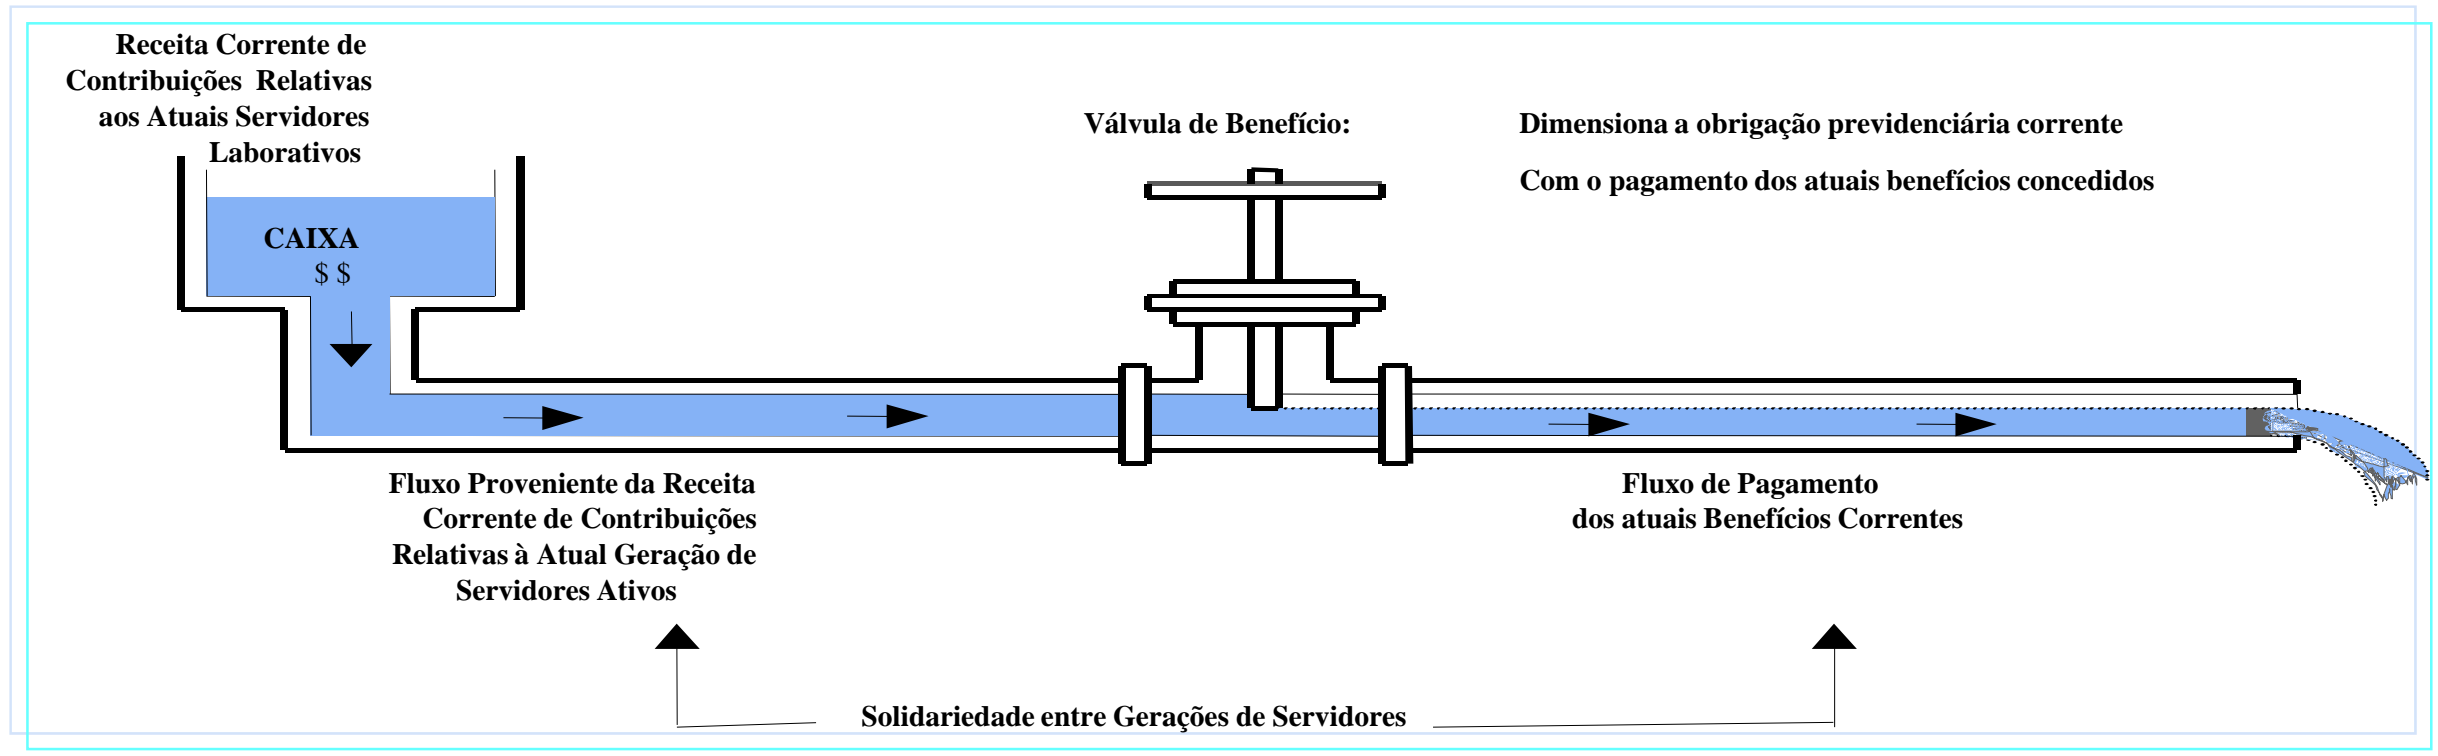 Receita Corrente de
Contribuições Relativas
aos Atuais Servidores
Laborativos
CAIXA
$ $
Válvula de Benefício:
Dimensiona a obrigação previdenciária corrente
Com o pagamento dos atuais benefícios concedidos
Fluxo Proveniente da Receita
Corrente de Contribuições
Relativas à Atual Geração de
Servidores Ativos
Fluxo de Pagamento
dos atuais Benefícios Correntes
Solidariedade entre Gerações de Servidores